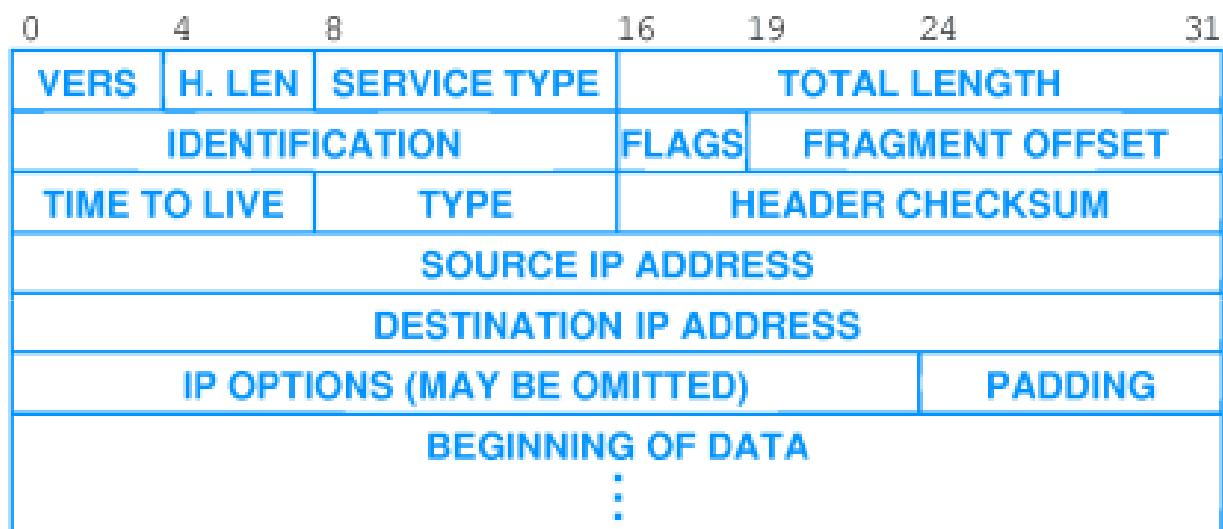 0 4 8 16 19 24 31
VERS H. LEN SERVICE TYPE TOTAL LENGTH
IDENTIFICATION FLAGS FRAGMENT OFFSET
TIME TO LIVE TYPE HEADER CHECKSUM
SOURCE IP ADDRESS
DESTINATION IP ADDRESS
IP OPTIONS (MAY BE OMITTED) PADDING
BEGINNING OF DATA